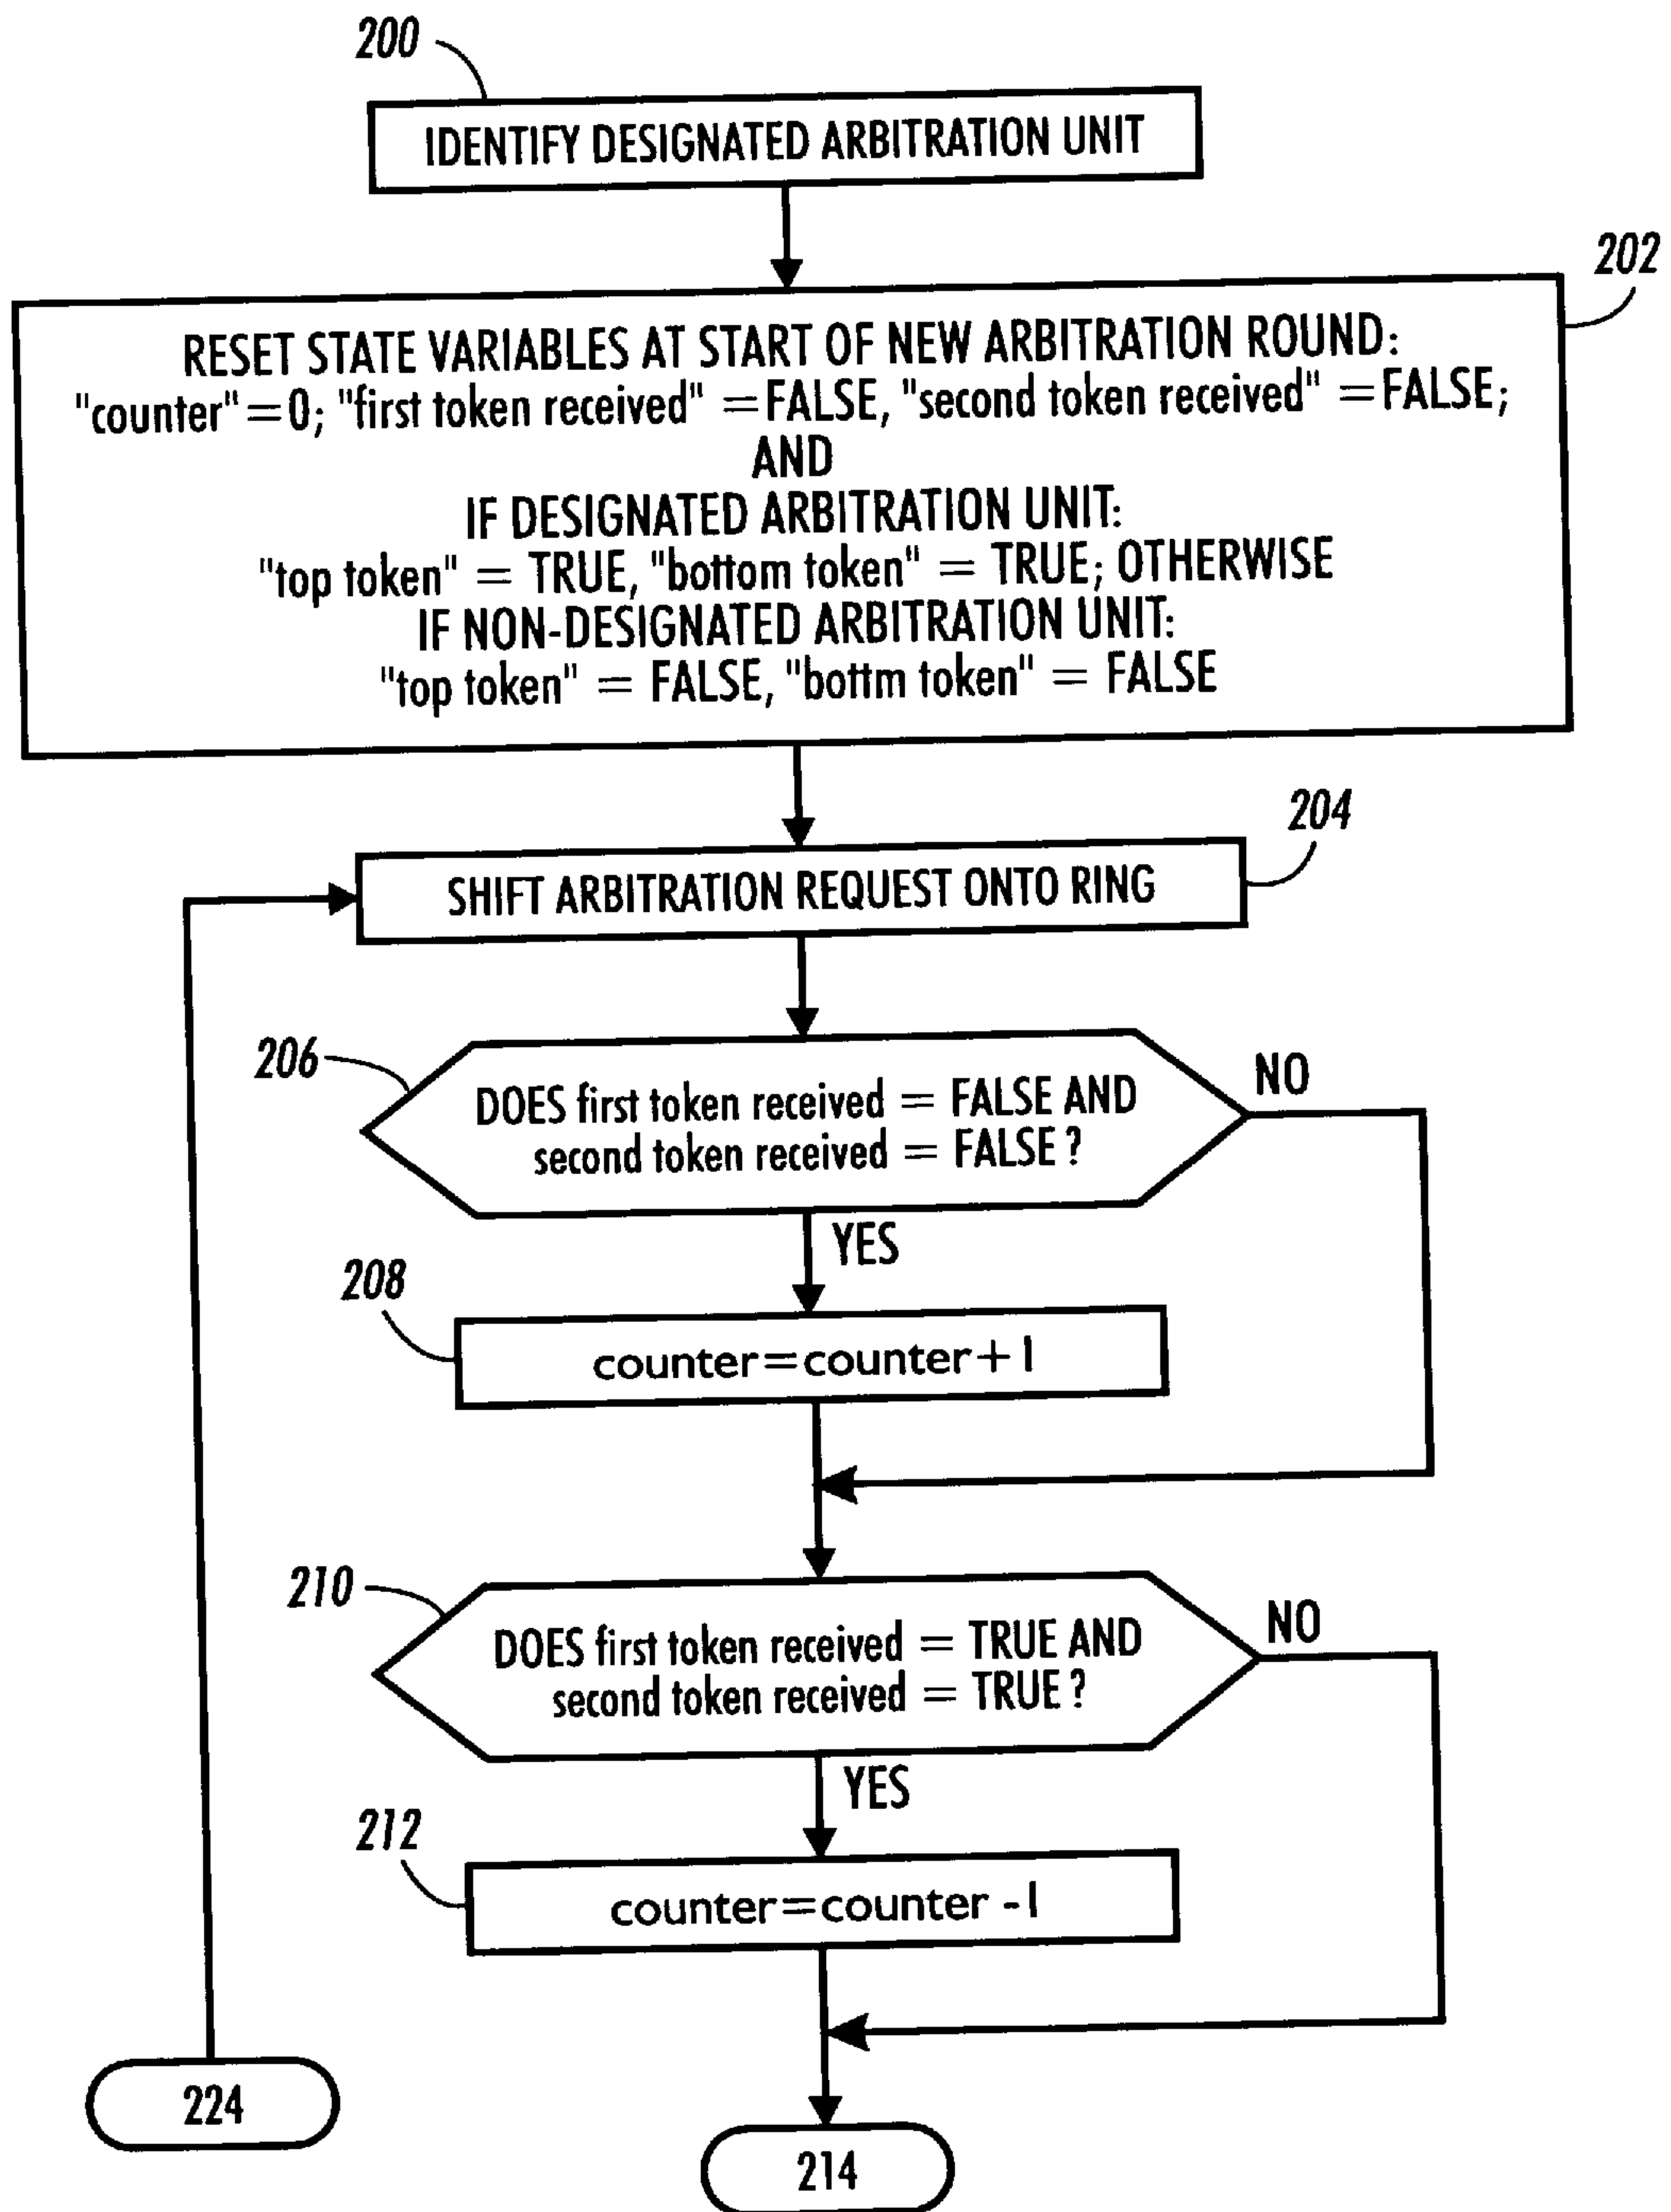 200
IDENTIFY DESIGNATED ARBITRATION UNIT
202
RESET STATE VARIABLES AT START OF NEW ARBITRATION ROUND:
"counter"=0; "first token received" =FALSE, "second token received" =FALSE;
AND
IF DESIGNATED ARBITRATION UNIT:
"top token" = TRUE, "bottom token" = TRUE; OTHERWISE
IF NON-DESIGNATED ARBITRATION UNIT:
"top token" = FALSE, "bottm token" = FALSE
204
SHIFT ARBITRATION REQUEST ONTO RING
206
DOES first token received = FALSE AND
second token received = FALSE ?
NO
YES
208
counter=counter+1
210
DOES first token received = TRUE AND
second token received = TRUE ?
NO
YES
212
counter=counter -1
224
214